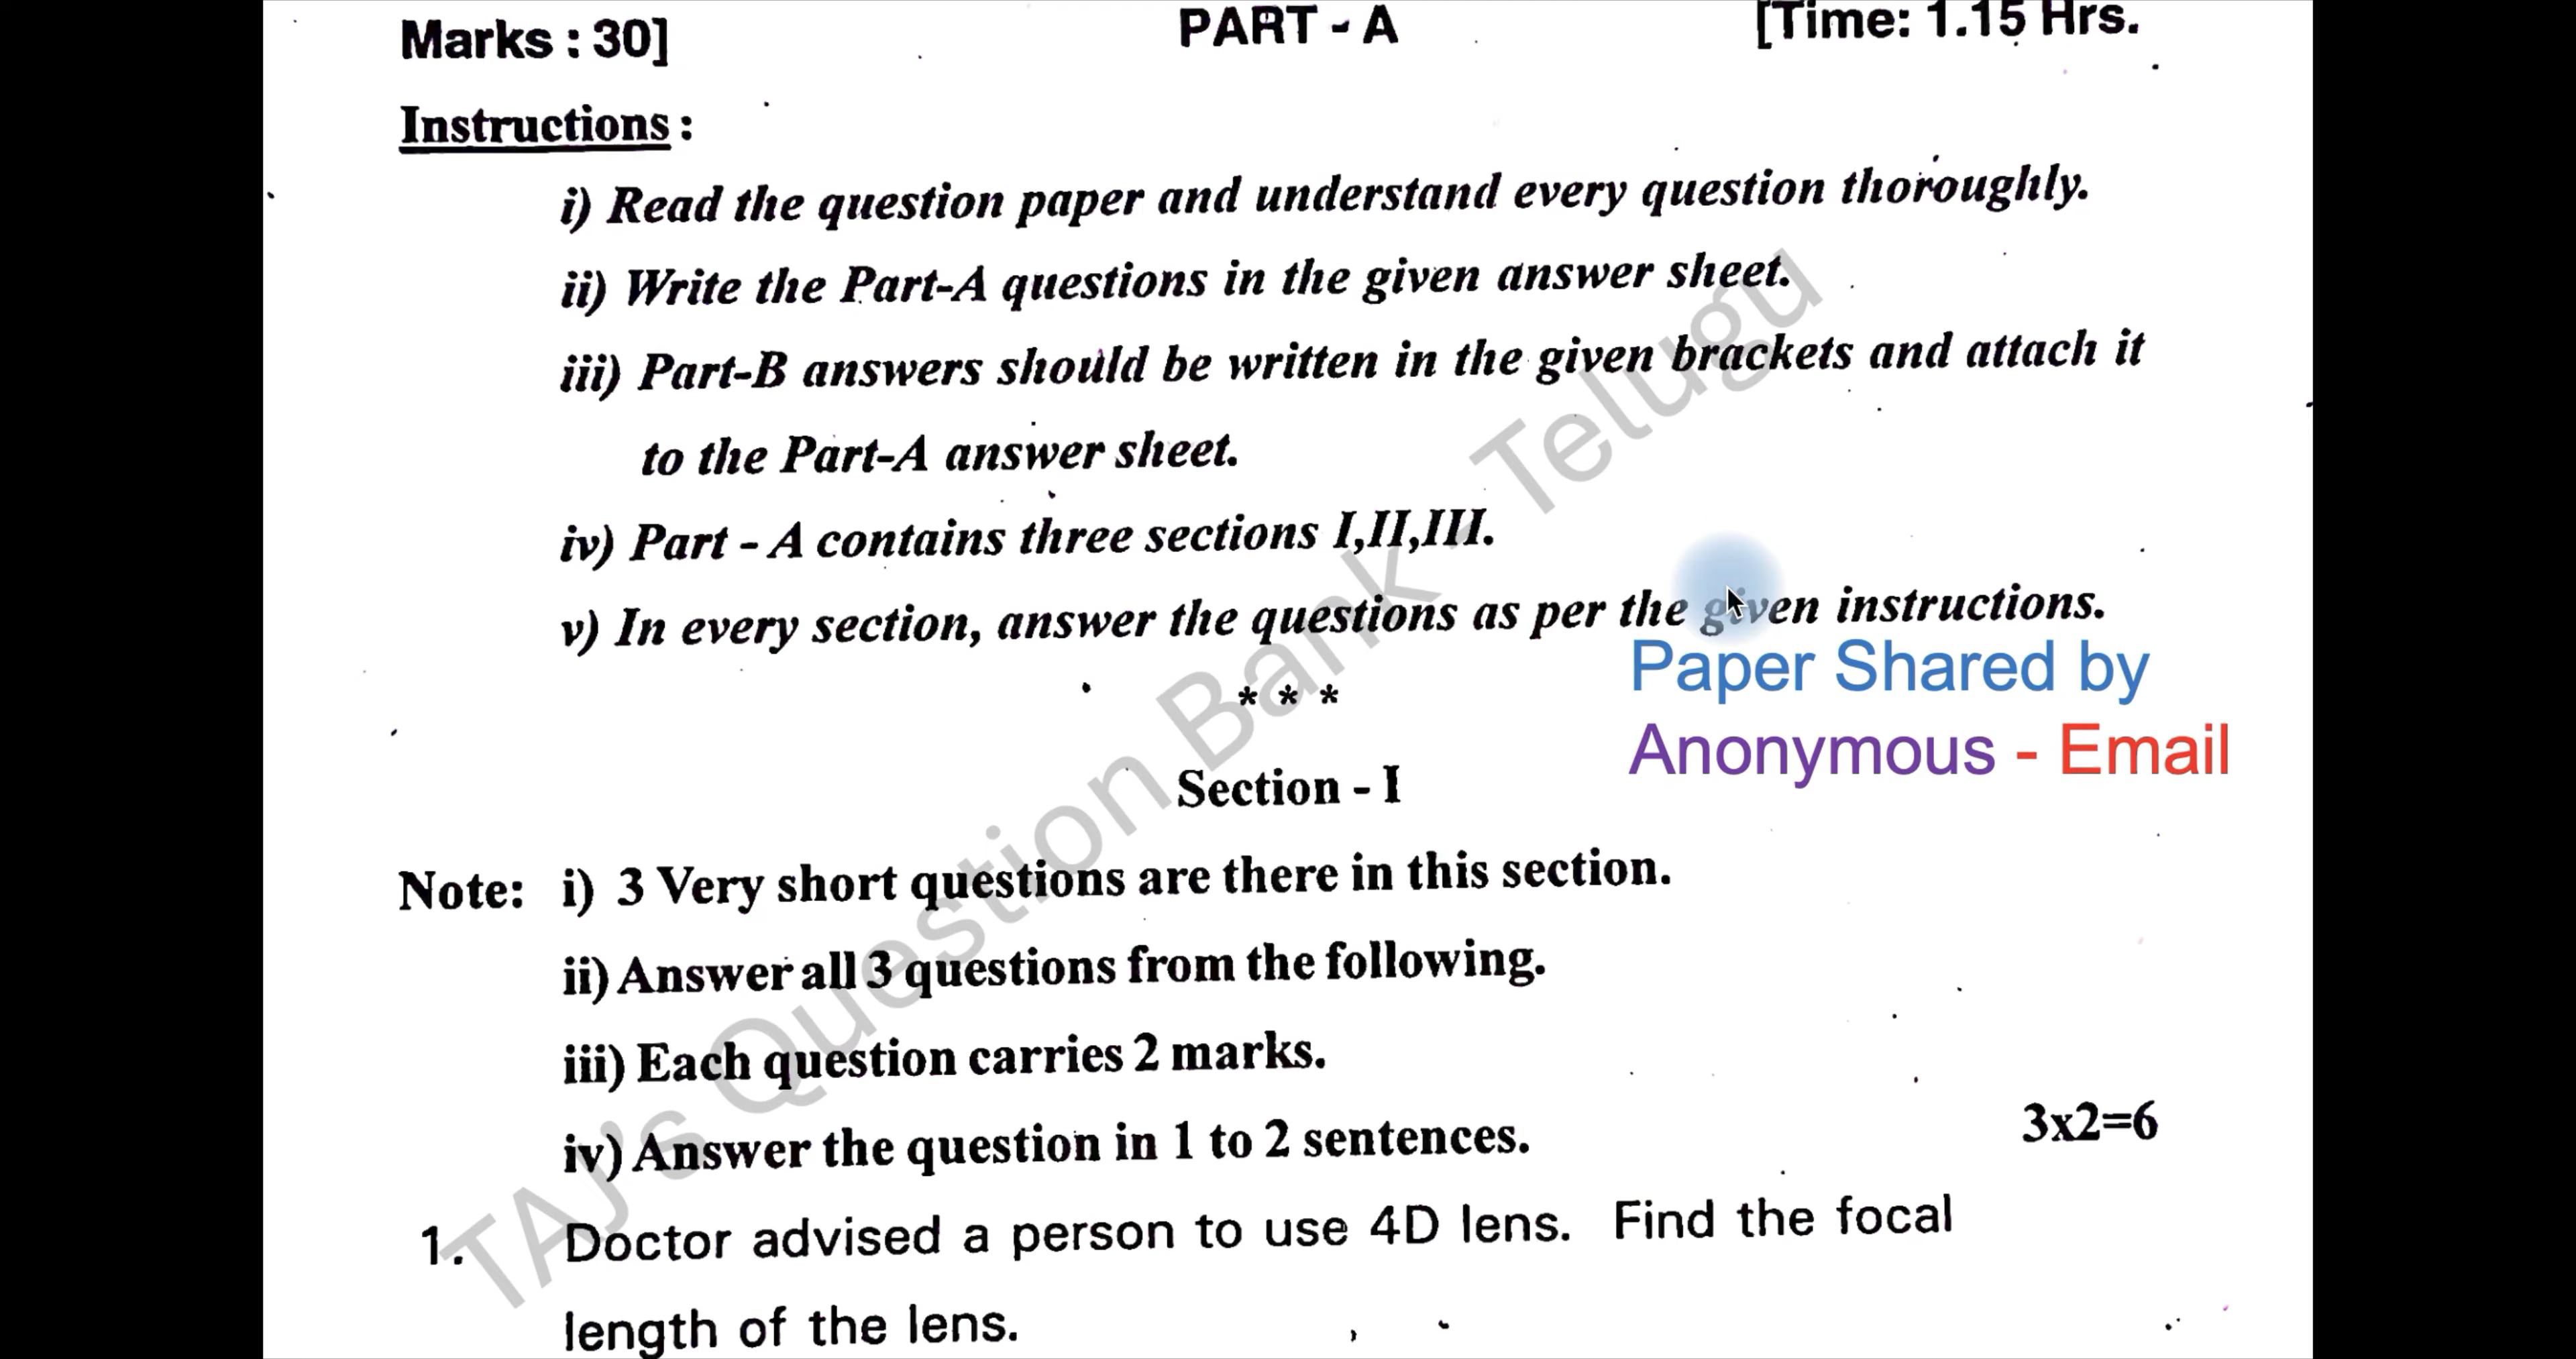 Marks : 30] PART - A [Time: 1.15 Hrs.
Instructions :
i) Read the question paper and understand every question thoroughly.
ii) Write the Part-A questions in the given answer sheet.
iii) Part-B answers should be written in the given brackets and attach it
to the Part-A answer sheet.
iv) Part - A contains three sections I,II,III.
v) In every section, answer the questions as per the given instructions.
Paper Shared by
Anonymous - Email
* * *
Section - I
Note: i) 3 Very short questions are there in this section.
ii) Answer all 3 questions from the following.
iii) Each question carries 2 marks.
iv) Answer the question in 1 to 2 sentences. 3x2=6
1. Doctor advised a person to use 4D lens. Find the focal
length of the lens.
TAJ's Question Bank - Telugu